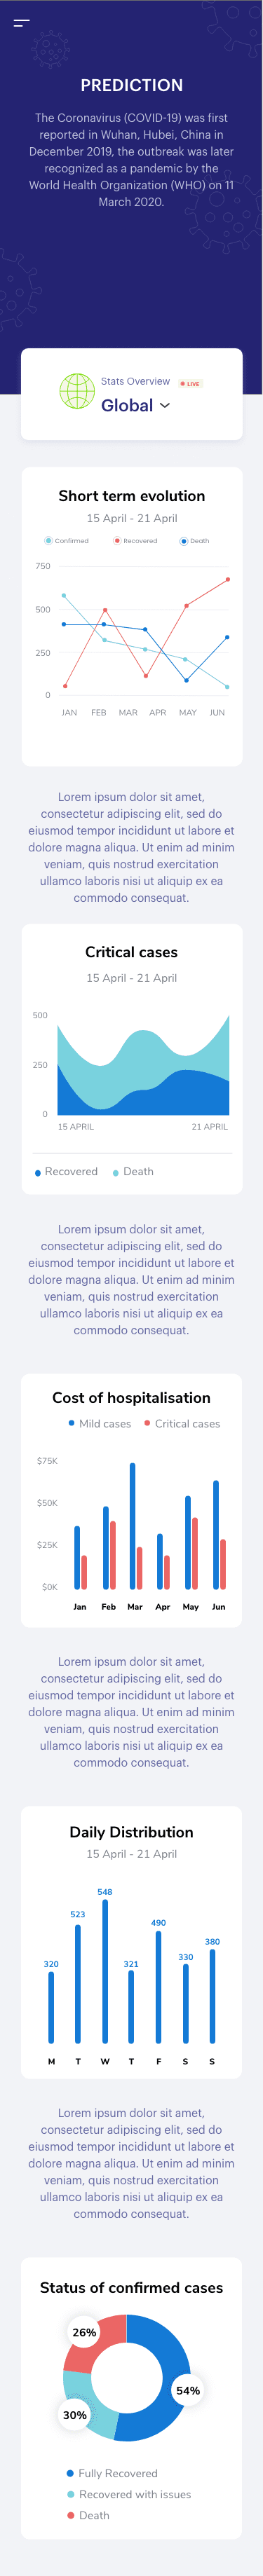 PREDICTION
The Coronavirus (COVID-19) was first
reported in Wuhan, Hubei, China in
December 2019, the outbreak was later
recognized as a pandemic by the
World Health Organization (WHO) on 11
March 2020.
Stats Overview LIVE
Global
Short term evolution
15 April - 21 April
Confirmed Recovered Death
750
500
250
0
JAN FEB MAR APR MAY JUN
Lorem ipsum dolor sit amet,
consectetur adipiscing elit, sed do
eiusmod tempor incididunt ut labore et
dolore magna aliqua. Ut enim ad minim
veniam, quis nostrud exercitation
ullamco laboris nisi ut aliquip ex ea
commodo consequat.
Critical cases
15 April - 21 April
500
250
0
15 APRIL 21 APRIL
Recovered Death
Lorem ipsum dolor sit amet,
consectetur adipiscing elit, sed do
eiusmod tempor incididunt ut labore et
dolore magna aliqua. Ut enim ad minim
veniam, quis nostrud exercitation
ullamco laboris nisi ut aliquip ex ea
commodo consequat.
Cost of hospitalisation
Mild cases Critical cases
$75K
$50K
$25K
$0K
Jan Feb Mar Apr May Jun
Lorem ipsum dolor sit amet,
consectetur adipiscing elit, sed do
eiusmod tempor incididunt ut labore et
dolore magna aliqua. Ut enim ad minim
veniam, quis nostrud exercitation
ullamco laboris nisi ut aliquip ex ea
commodo consequat.
Daily Distribution
15 April - 21 April
320 523 548 321 490 330 380
M T W T F S S
Lorem ipsum dolor sit amet,
consectetur adipiscing elit, sed do
eiusmod tempor incididunt ut labore et
dolore magna aliqua. Ut enim ad minim
veniam, quis nostrud exercitation
ullamco laboris nisi ut aliquip ex ea
commodo consequat.
Status of confirmed cases
26%
54%
30%
Fully Recovered
Recovered with issues
Death